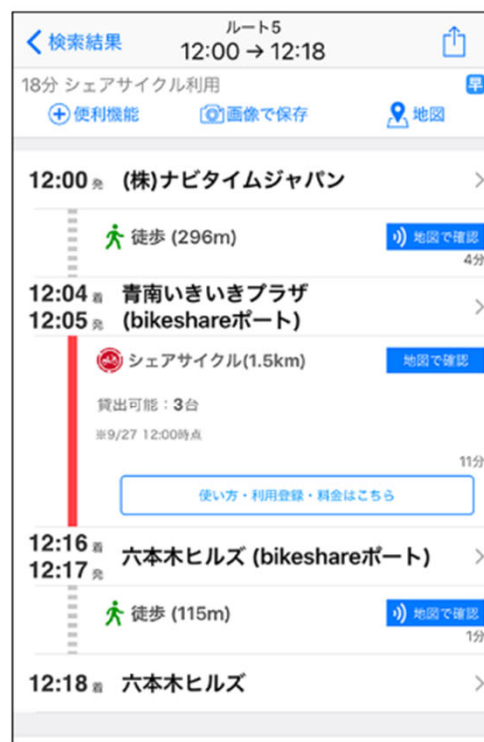 検索結果
ルート5
12:00 → 12:18
18分 シェアサイクル利用
早
便利機能
画像で保存
地図
12:00 発 (株)ナビタイムジャパン
徒歩 (296m)
地図で確認
4分
12:04 着 青南いきいきプラザ
12:05 発 (bikeshareポート)
シェアサイクル(1.5km)
地図で確認
貸出可能：3台
※9/27 12:00時点
11分
使い方・利用登録・料金はこちら
12:16 着
12:17 発
六本木ヒルズ (bikeshareポート)
徒歩 (115m)
地図で確認
1分
12:18 着 六本木ヒルズ